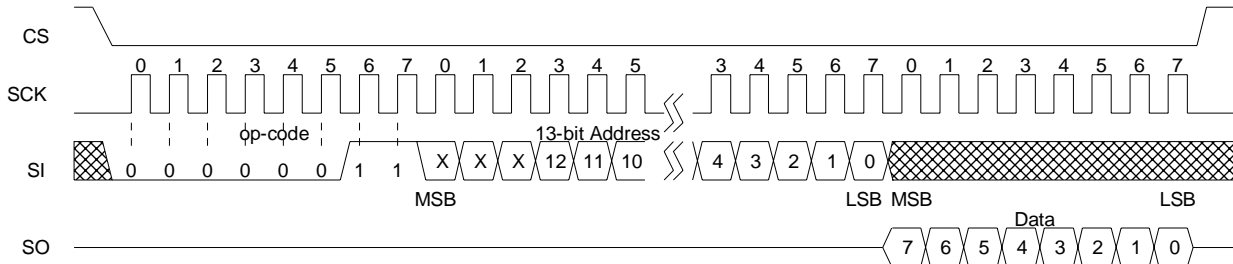 CS
0 1 2 3 4 5 6 7 0 1 2 3 4 5 3 4 5 6 7 0 1 2 3 4 5 6 7
SCK
op-code 13-bit Address
SI 0 0 0 0 0 0 1 1 X X X 12 11 10 4 3 2 1 0
MSB LSB MSB LSB
Data
SO 7 6 5 4 3 2 1 0